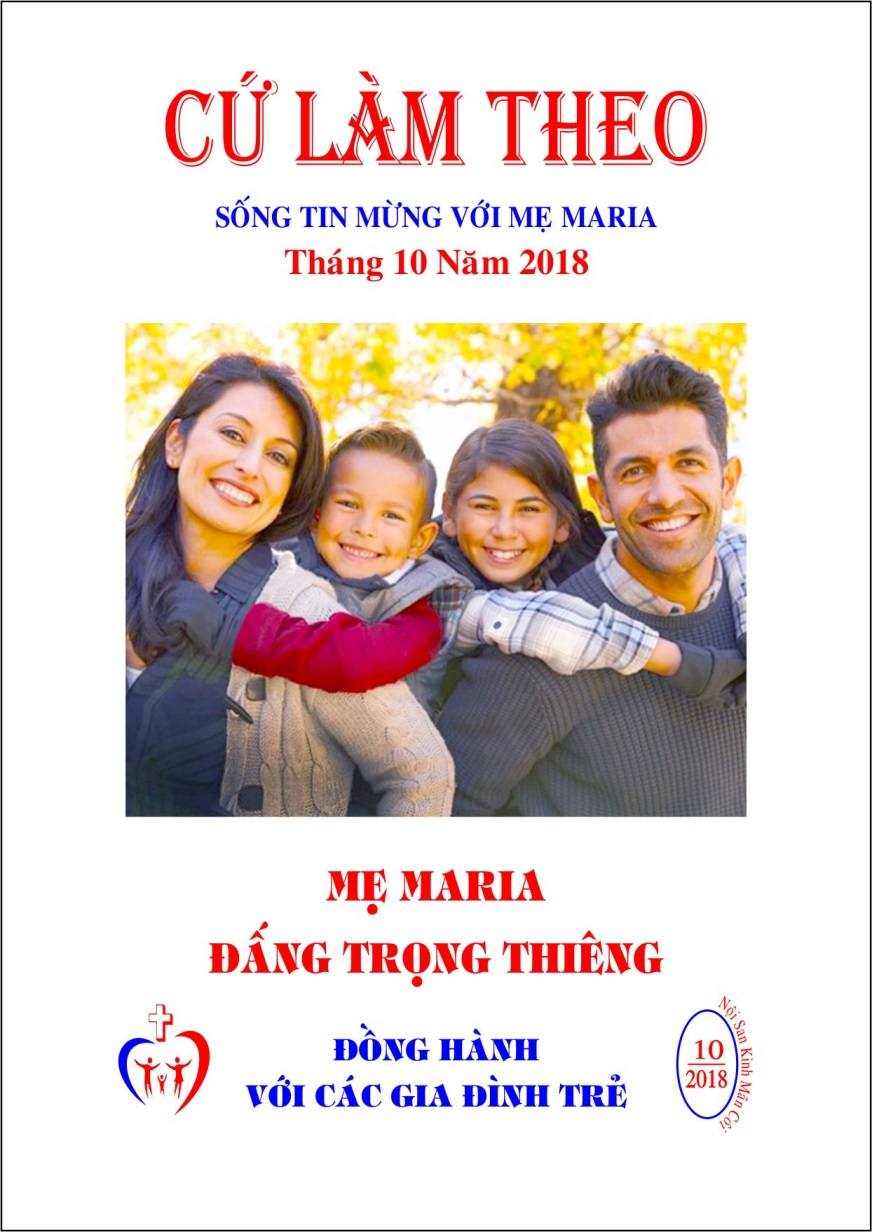 CỨ LÀM THEO
SỐNG TIN MỪNG VỚI MẸ MARIA
Tháng 10 Năm 2018
MẸ MARIA
ĐẤNG TRỌNG THIÊNG
ĐỒNG HÀNH
VỚI CÁC GIA ĐÌNH TRẺ
10
2018
Nội San Kinh Mân Côi